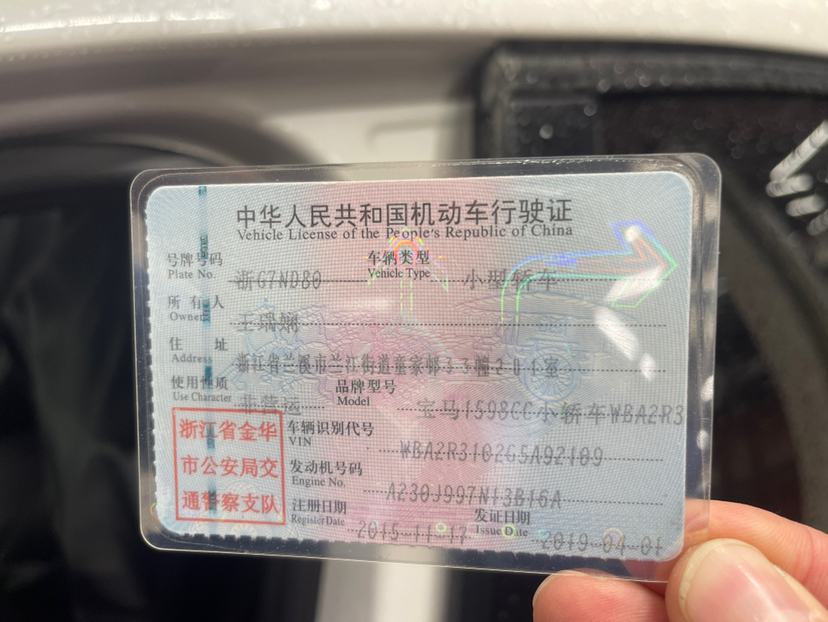 中华人民共和国机动车行驶证
Vehicle License of the People's Republic of China
号牌号码 浙G7ND80 车辆类型 小型轿车
Plate No. Vehicle Type
所有人 王瑞娴
Owner
住址 浙江省兰溪市兰江街道童家邨33幢201室
Address
使用性质 非营运 品牌型号 宝马1598CC小轿车WBA2R3
Use Character Model
车辆识别代号 WBA2R3102G5A92109
VIN
发动机号码 A230J997N13B16A
Engine No.
注册日期 2015-11-17 发证日期 2019-04-01
Register Date Issue Date
浙江省金华
市公安局交
通警察支队